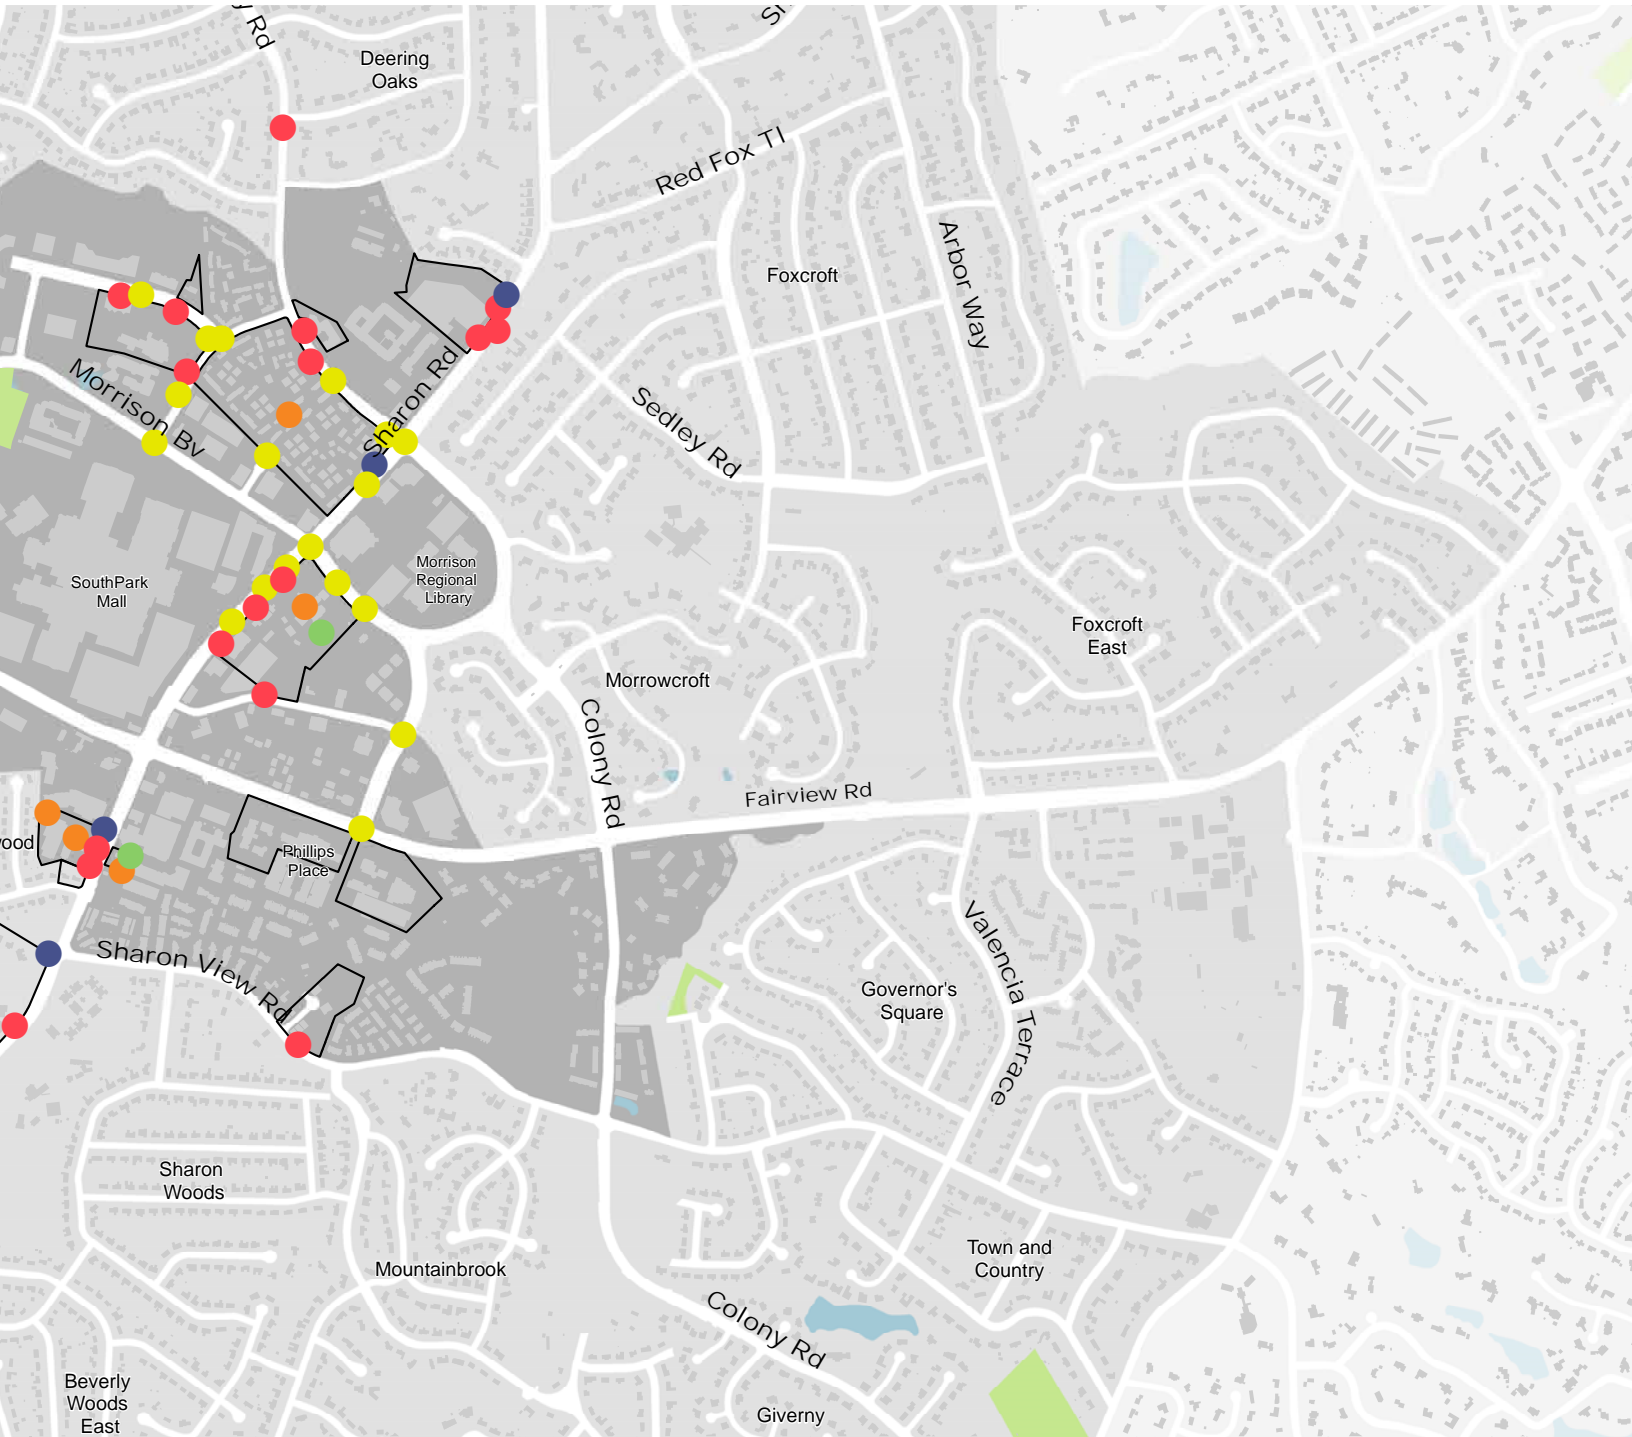 y Rd
Deering
Oaks
Red Fox Tl
Arbor Way
Foxcroft
Morrison Bv
Sharon Rd
Sedley Rd
SouthPark
Mall
Morrison
Regional
Library
Foxcroft
East
Morrowcroft
Colony Rd
Fairview Rd
wood
Phillips
Place
Sharon View Rd
Valencia Terrace
Governor's
Square
Sharon
Woods
Mountainbrook
Town and
Country
Colony Rd
Beverly
Woods
East
Giverny